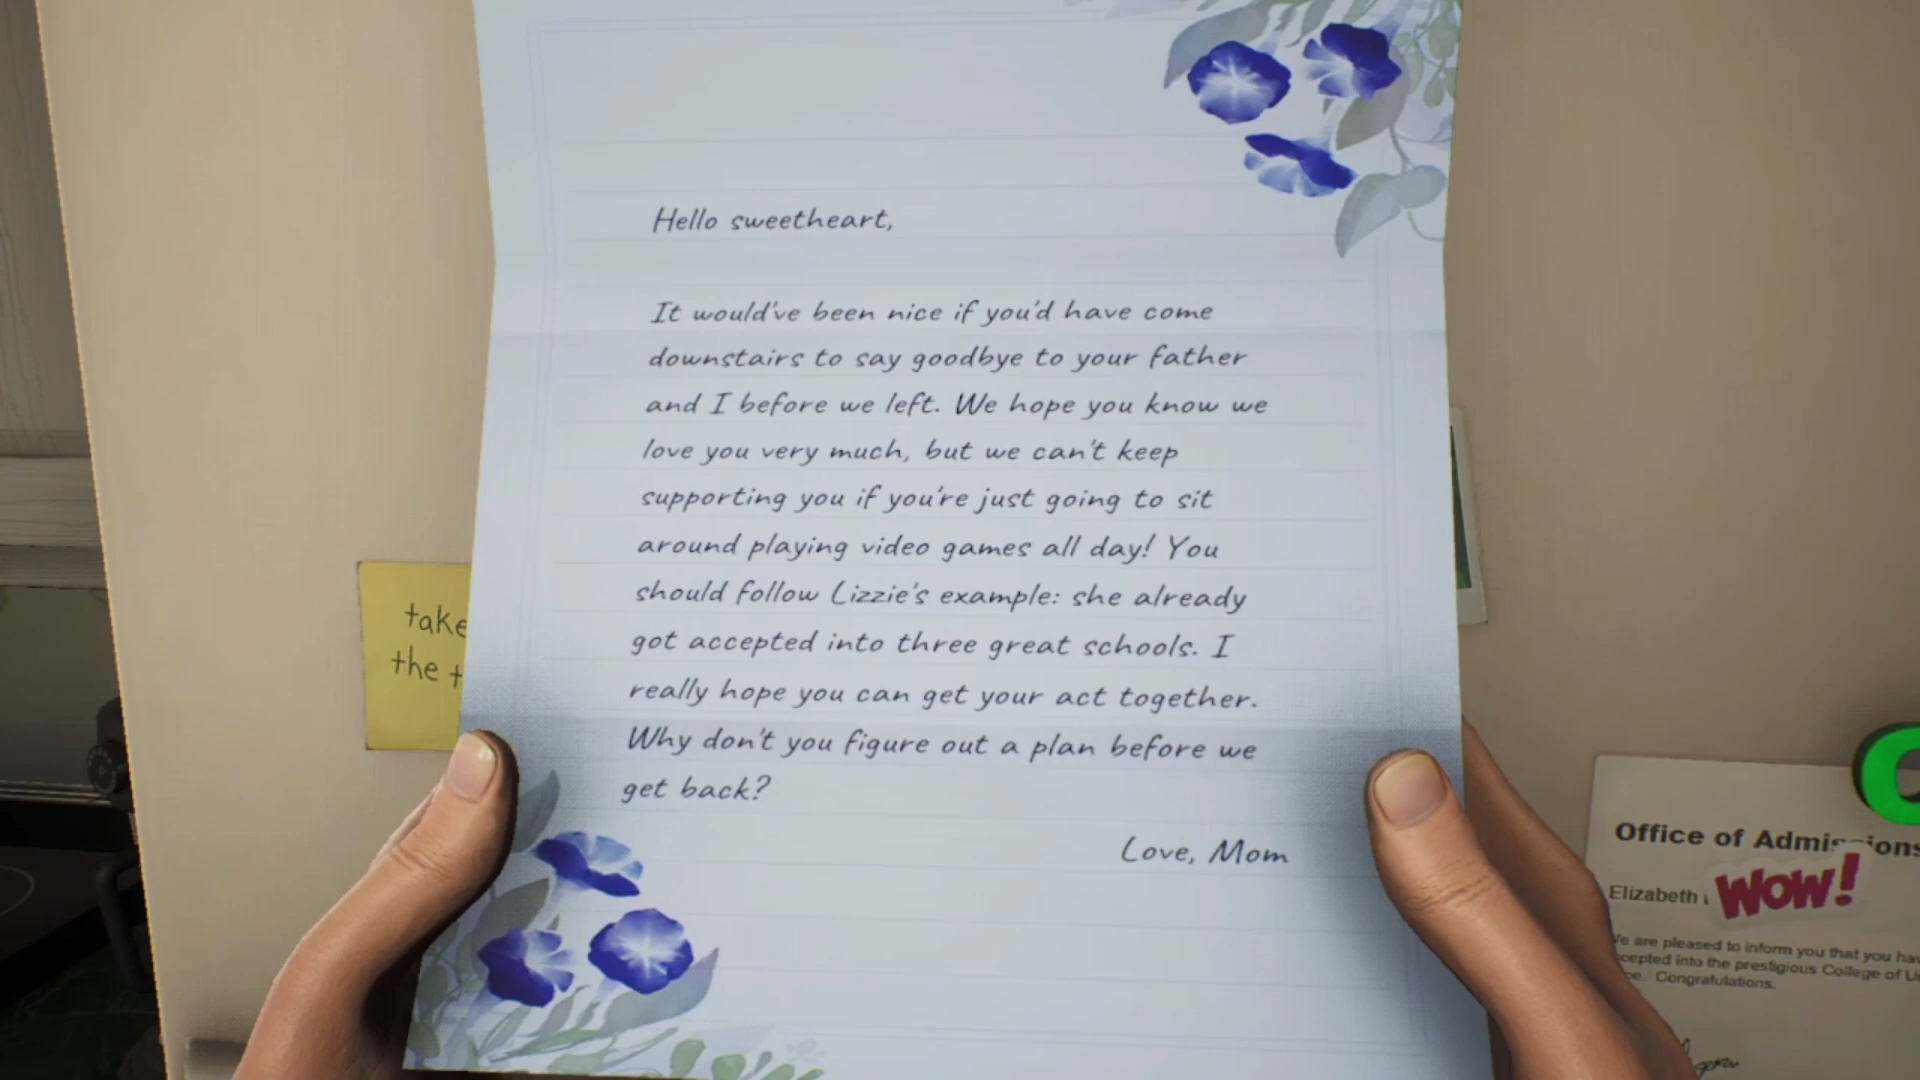 Hello sweetheart,
It would've been nice if you'd have come
downstairs to say goodbye to your father
and I before we left. We hope you know we
love you very much, but we can't keep
supporting you if you're just going to sit
around playing video games all day! You
should follow Lizzie's example: she already
got accepted into three great schools. I
really hope you can get your act together.
Why don't you figure out a plan before we
get back?
Love, Mom
take
the t
Office of Admissions
Elizabeth
WOW!
We are pleased to inform you that you hav
ccepted into the prestigious College of U
ce. Congratulations.